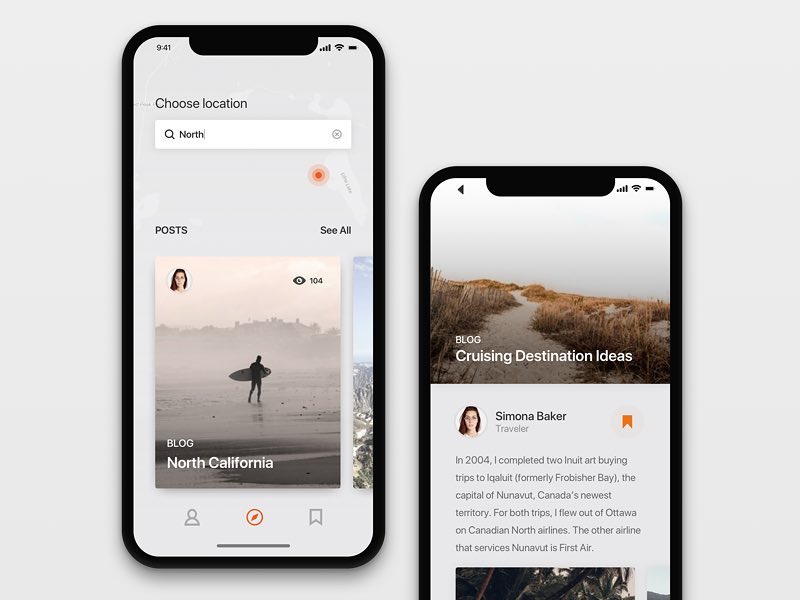 9:41
Choose location
North
POSTS
See All
104
BLOG
North California
BLOG
Cruising Destination Ideas
Simona Baker
Traveler
In 2004, I completed two Inuit art buying
trips to Iqaluit (formerly Frobisher Bay), the
capital of Nunavut, Canada's newest
territory. For both trips, I flew out of Ottawa
on Canadian North airlines. The other airline
that services Nunavut is First Air.